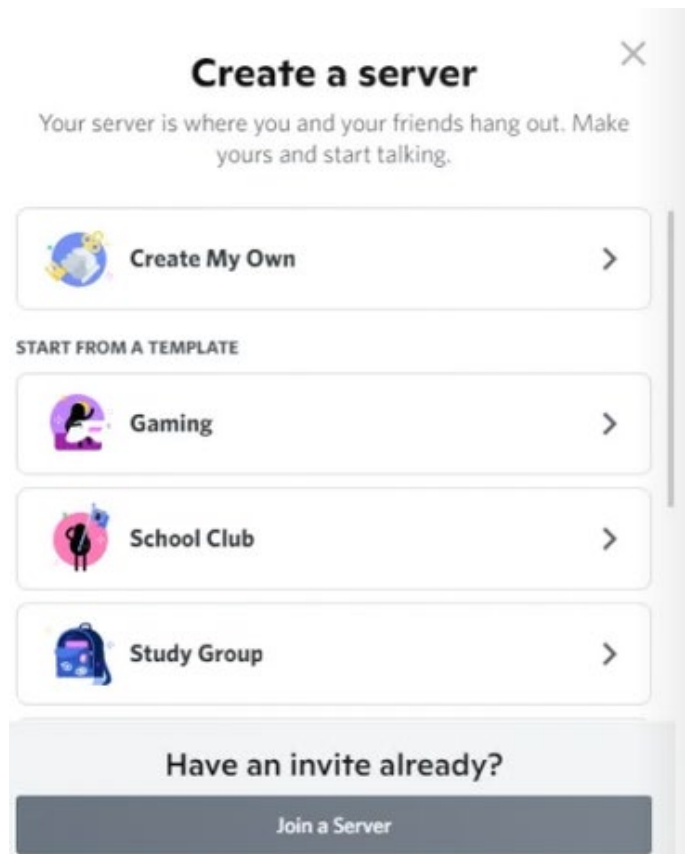 Create a server
Your server is where you and your friends hang out. Make
yours and start talking.
Create My Own
START FROM A TEMPLATE
Gaming
School Club
Study Group
Have an invite already?
Join a Server